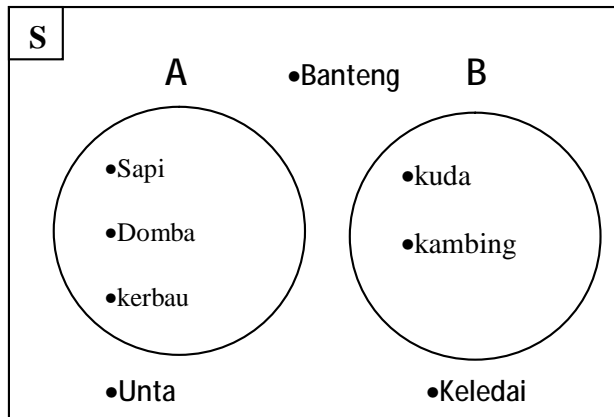 S
A
•Banteng
B
•Sapi
•kuda
•Domba
•kambing
•kerbau
•Unta
•Keledai